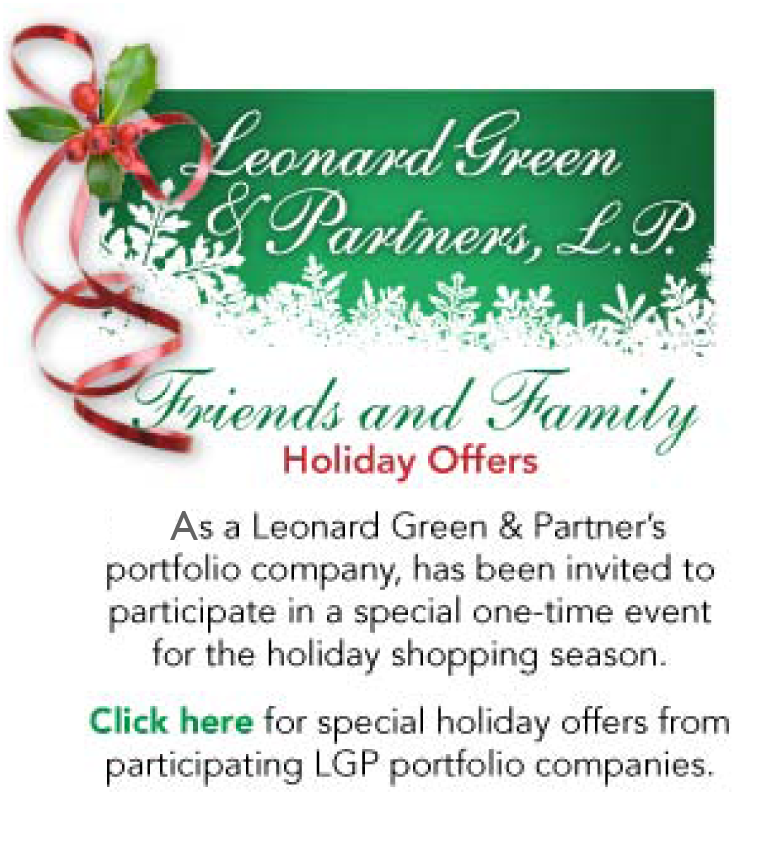 Leonard Green
& Partners, L.P.
Friends and Family
Holiday Offers
As a Leonard Green & Partner's
portfolio company, has been invited to
participate in a special one-time event
for the holiday shopping season.
Click here for special holiday offers from
participating LGP portfolio companies.